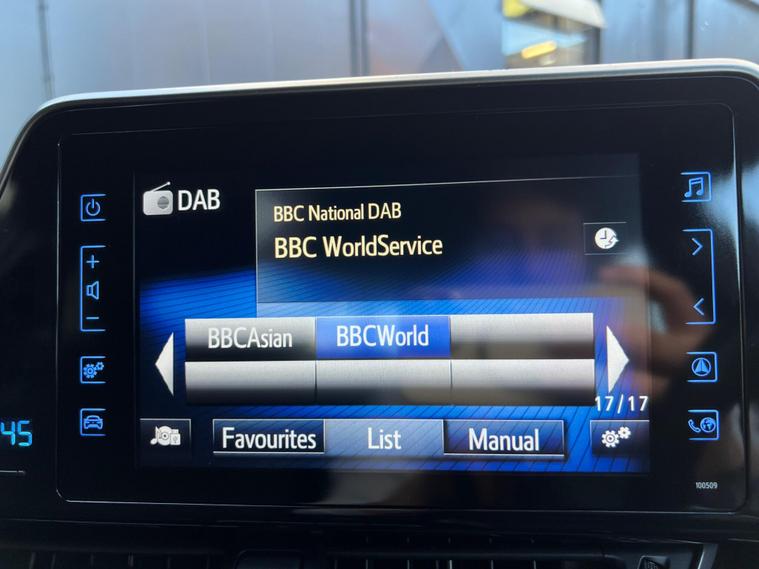 DAB
BBC National DAB
BBC WorldService
BBCAsian BBCWorld
17/17
Favourites List Manual
45
100509